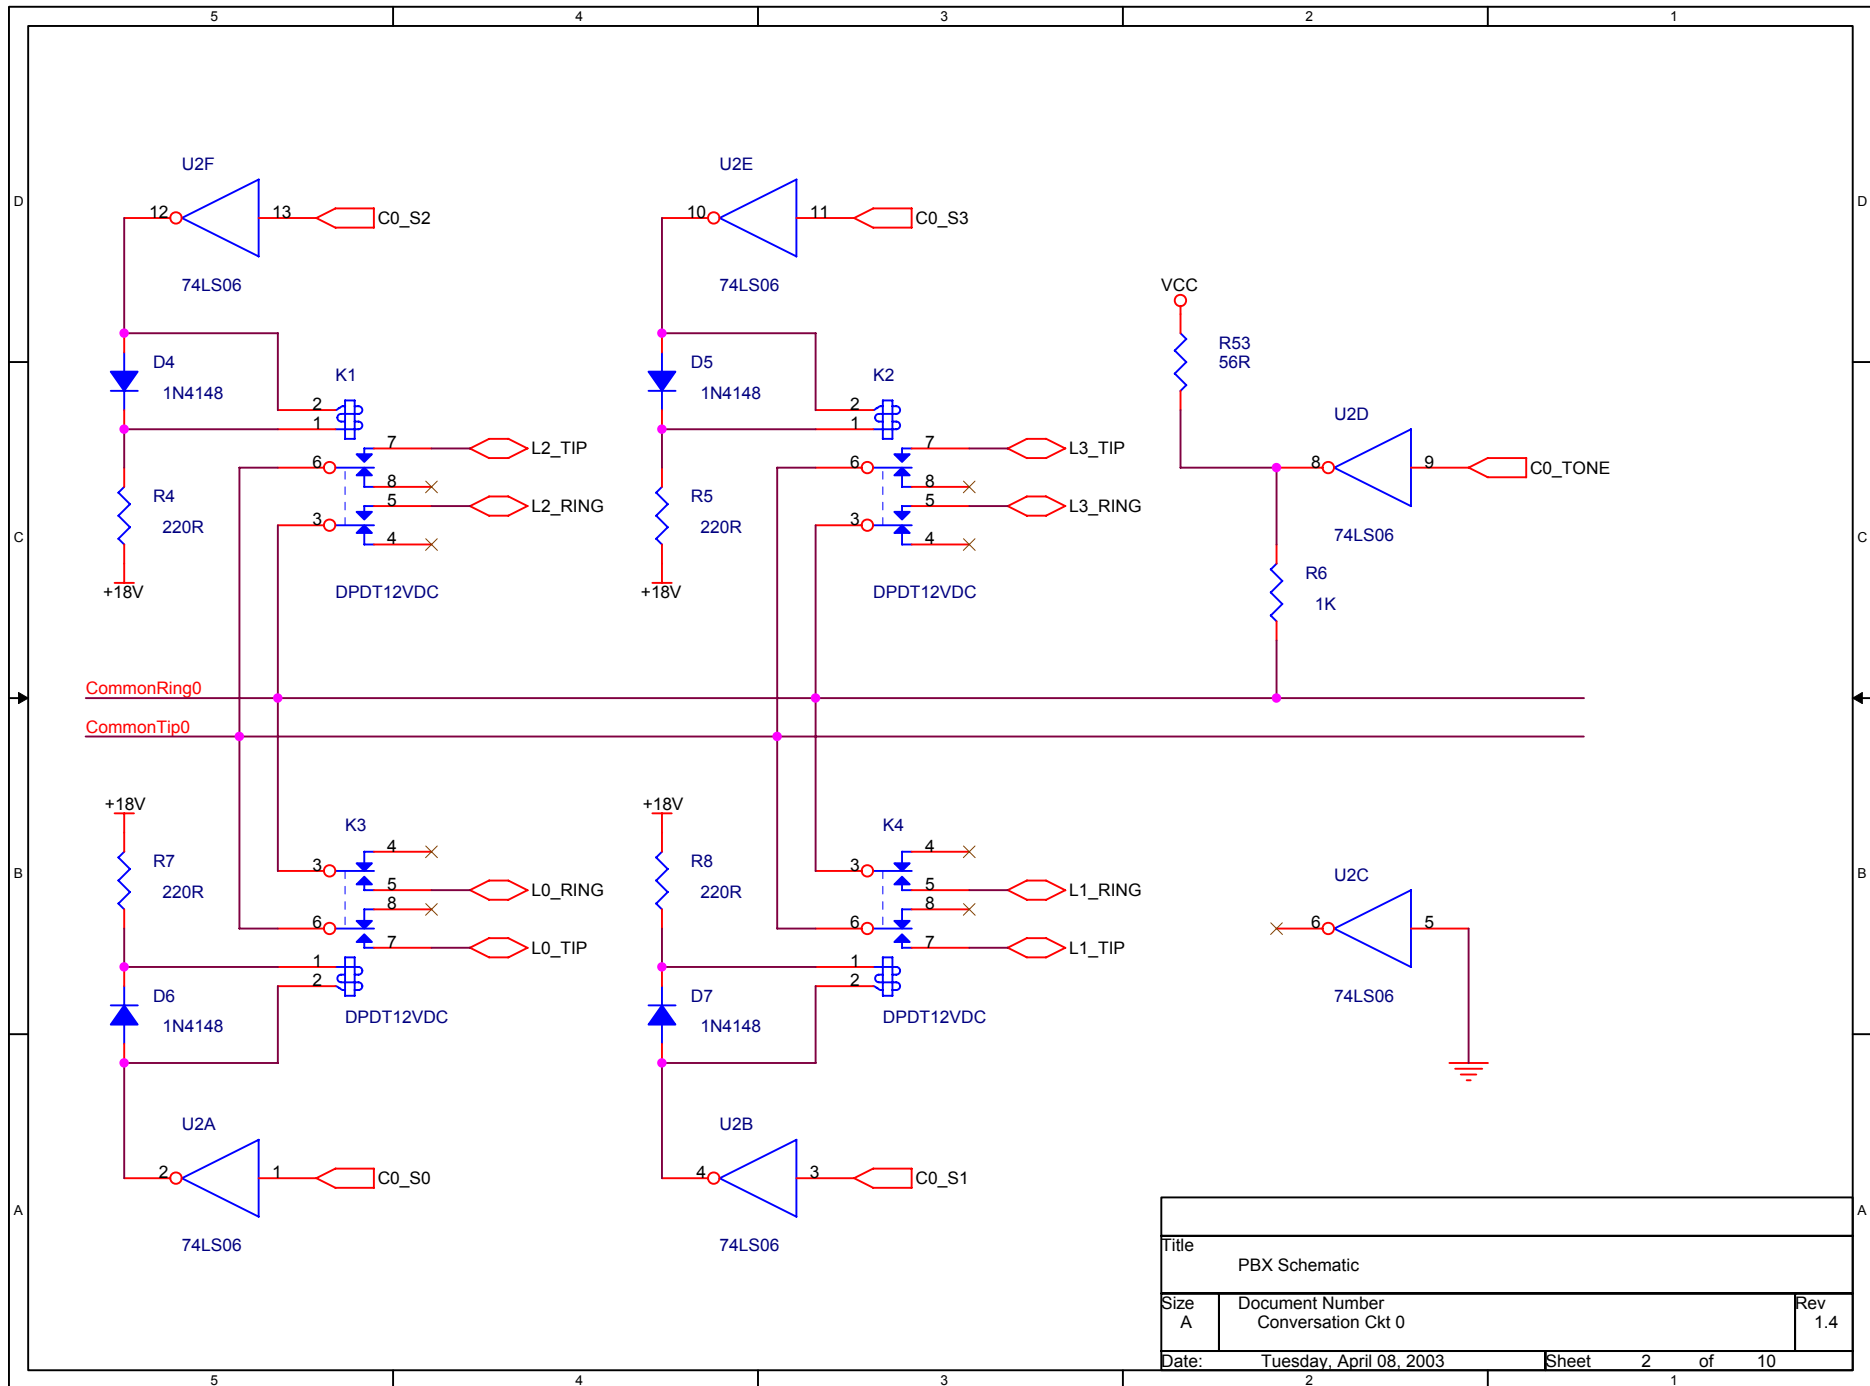 5 4 3 2 1
D D
C C
B B
A A
U2F
12 13 C0_S2
74LS06
U2E
10 11 C0_S3
74LS06
D4
1N4148
K1
2
1
7 L2_TIP
6
8
5 L2_RING
3
4
R4
220R
+18V
DPDT12VDC
D5
1N4148
K2
2
1
7 L3_TIP
6
8
5 L3_RING
3
4
R5
220R
+18V
DPDT12VDC
VCC
R53
56R
U2D
8 9 C0_TONE
74LS06
R6
1K
CommonRing0
CommonTip0
+18V
R7
220R
K3
4
3
5 L0_RING
8
6
7 L0_TIP
1
2
D6
1N4148
DPDT12VDC
U2A
2 1 C0_S0
74LS06
+18V
R8
220R
K4
4
3
5 L1_RING
8
6
7 L1_TIP
1
2
D7
1N4148
DPDT12VDC
U2B
4 3 C0_S1
74LS06
U2C
6 5
74LS06
Title
PBX Schematic
Size Document Number Rev
A Conversation Ckt 0 1.4
Date: Tuesday, April 08, 2003 Sheet 2 of 10
5 4 3 2 1